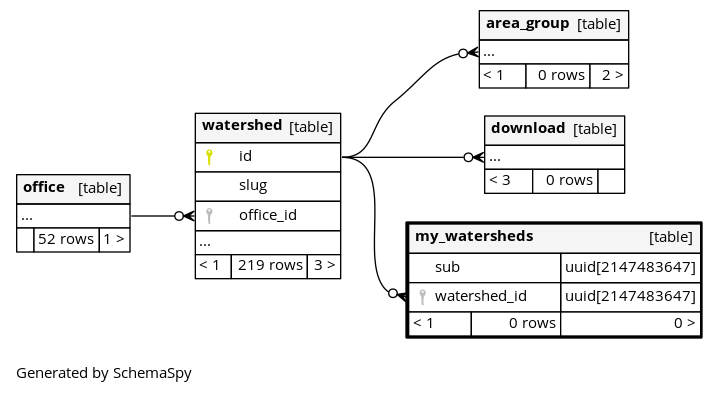 area_group [table]
...
< 1 0 rows 2 >
watershed [table]
id
slug
office_id
...
< 1 219 rows 3 >
download [table]
...
< 3 0 rows
office [table]
...
52 rows 1 >
my_watersheds [table]
sub uuid[2147483647]
watershed_id uuid[2147483647]
< 1 0 rows 0 >
Generated by SchemaSpy